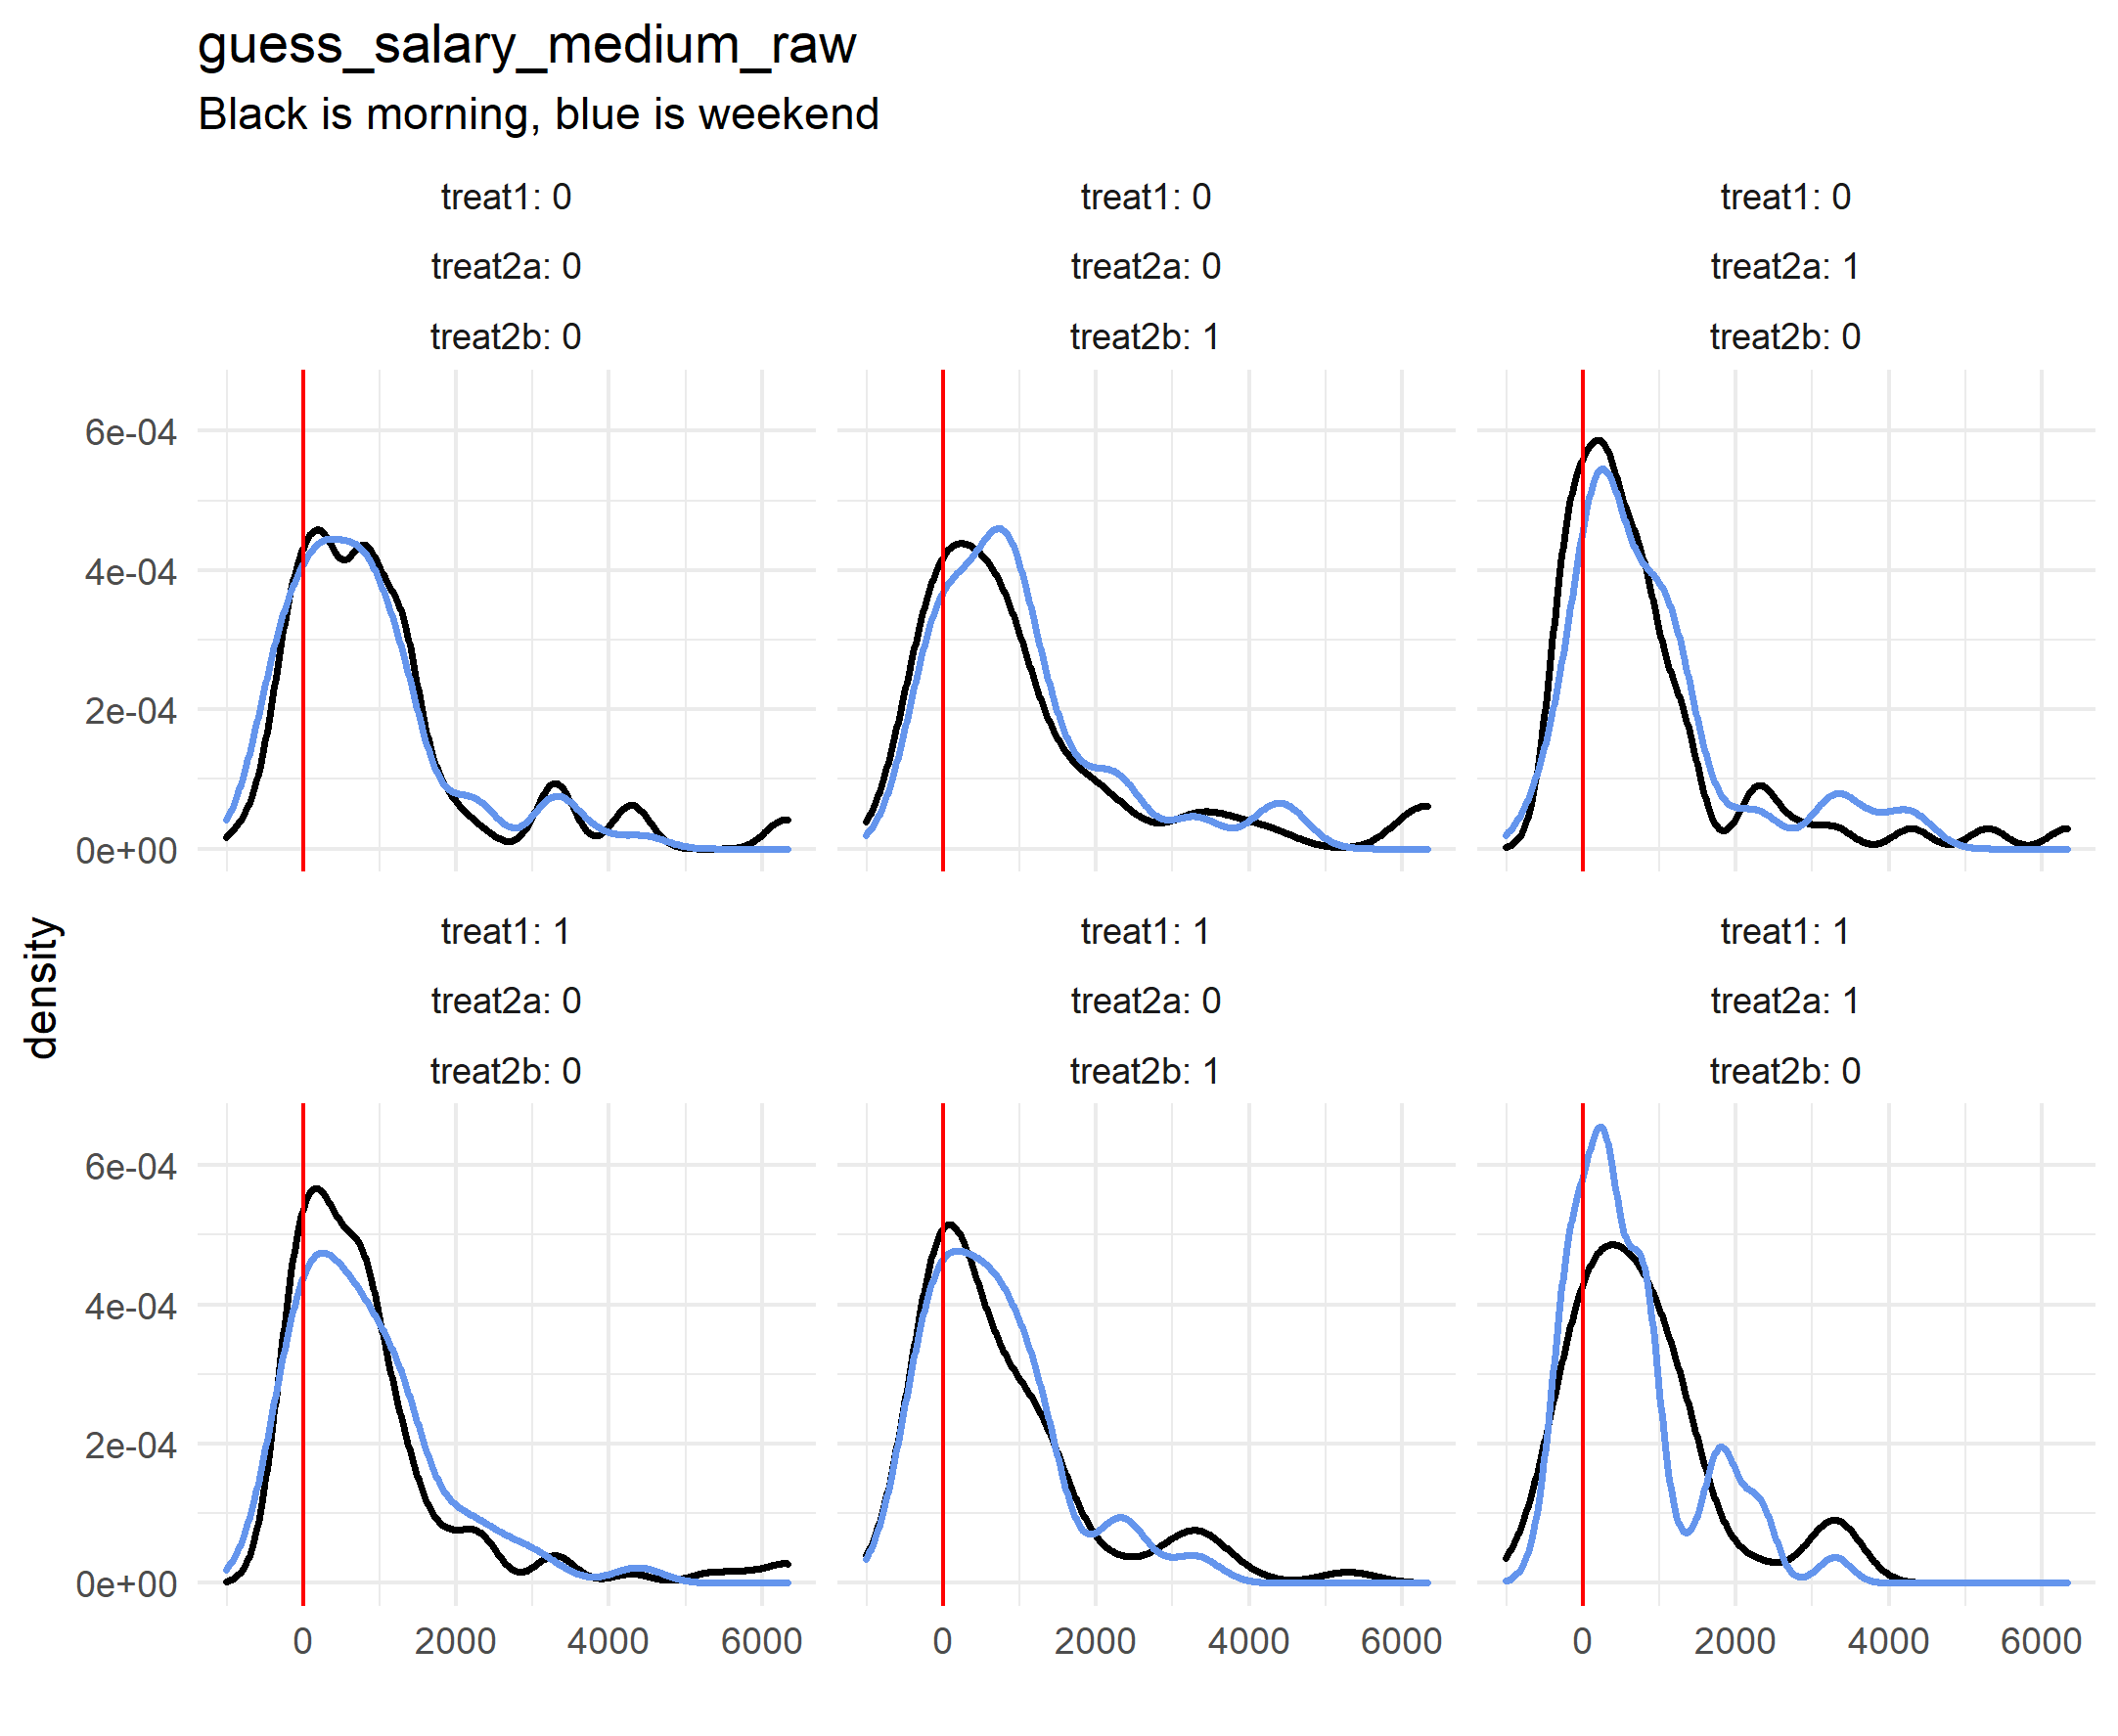 guess_salary_medium_raw
Black is morning, blue is weekend
treat1: 0 treat1: 0 treat1: 0
treat2a: 0 treat2a: 0 treat2a: 1
treat2b: 0 treat2b: 1 treat2b: 0
6e-04
4e-04
2e-04
0e+00
density
treat1: 1 treat1: 1 treat1: 1
treat2a: 0 treat2a: 0 treat2a: 1
treat2b: 0 treat2b: 1 treat2b: 0
6e-04
4e-04
2e-04
0e+00
0 2000 4000 6000 0 2000 4000 6000 0 2000 4000 6000